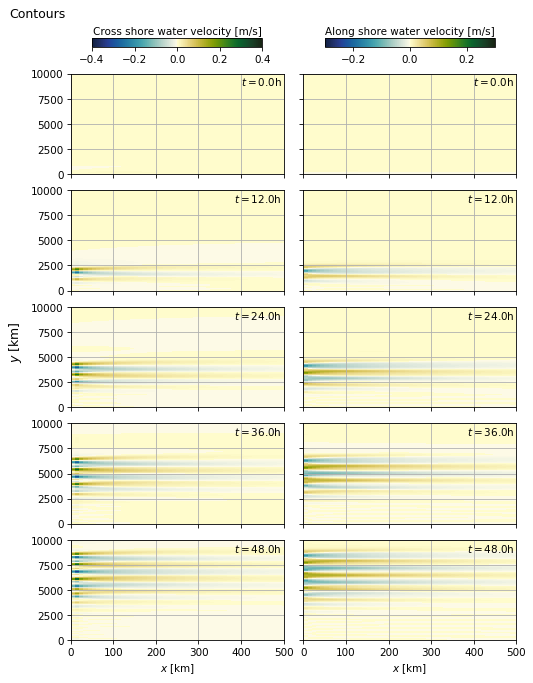 Contours
Cross shore water velocity [m/s]
Along shore water velocity [m/s]
−0.4 −0.2 0.0 0.2 0.4
−0.2 0.0 0.2
10000
7500
5000
2500
0
t = 0.0h
t = 0.0h
10000
7500
5000
2500
0
t = 12.0h
t = 12.0h
10000
7500
5000
2500
0
t = 24.0h
t = 24.0h
y [km]
10000
7500
5000
2500
0
t = 36.0h
t = 36.0h
10000
7500
5000
2500
0
t = 48.0h
t = 48.0h
0 100 200 300 400 500
0 100 200 300 400 500
x [km]
x [km]